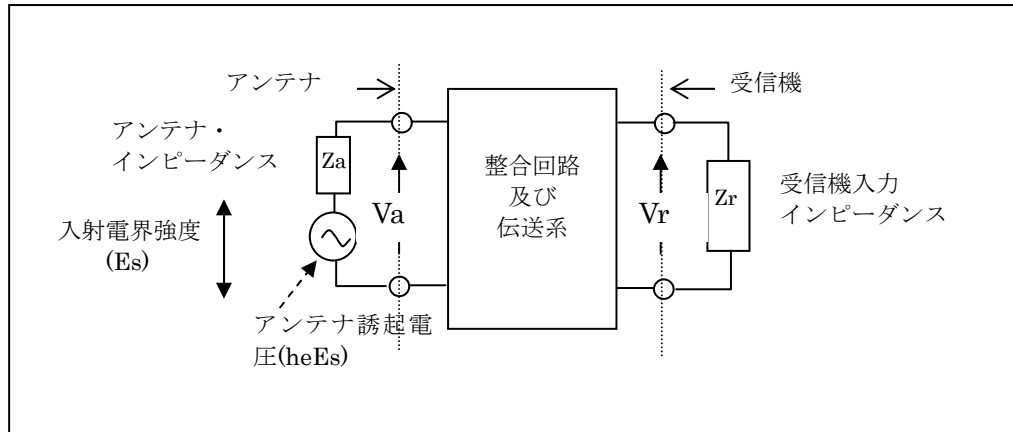 アンテナ
受信機
アンテナ・
インピーダンス
Za
入射電界強度
(Es)
Va
整合回路
及び
伝送系
Vr
Zr
受信機入力
インピーダンス
アンテナ誘起電
圧(heEs)